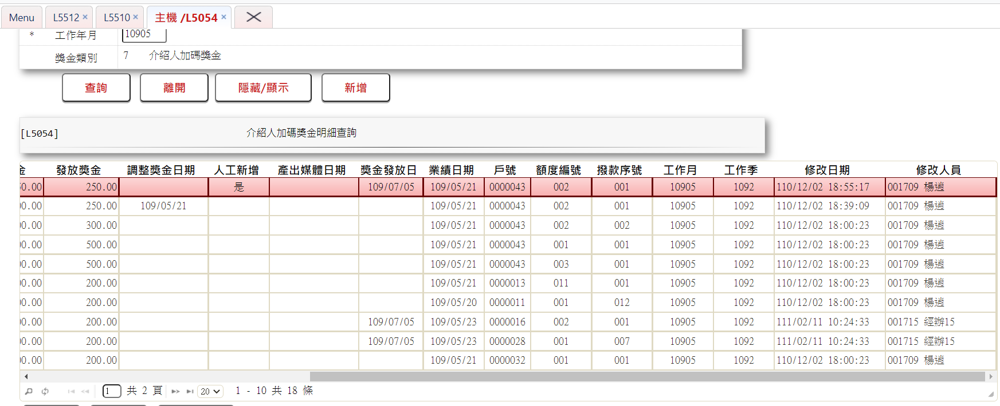 Menu L5512 × L5510 × 主機 /L5054 ×
* 工作年月 10905
獎金類別 7 介紹人加碼獎金
查詢 離開 隱藏/顯示 新增
[L5054] 介紹人加碼獎金明細查詢
金 發放獎金 調整獎金日期 人工新增 產出媒體日期 獎金發放日 業績日期 戶號 額度編號 撥款序號 工作月 工作季 修改日期 修改人員
50.00 250.00 是 109/07/05 109/05/21 0000043 002 001 10905 1092 110/12/02 18:55:17 001709 楊逍
00.00 250.00 109/05/21 109/05/21 0000043 002 001 10905 1092 110/12/02 18:39:09 001709 楊逍
00.00 300.00 109/05/21 0000043 002 002 10905 1092 110/12/02 18:00:23 001709 楊逍
00.00 500.00 109/05/21 0000043 001 001 10905 1092 110/12/02 18:00:23 001709 楊逍
00.00 500.00 109/05/21 0000043 003 001 10905 1092 110/12/02 18:00:23 001709 楊逍
00.00 200.00 109/05/21 0000013 011 001 10905 1092 110/12/02 18:00:23 001709 楊逍
00.00 200.00 109/05/20 0000011 001 012 10905 1092 110/12/02 18:00:23 001709 楊逍
00.00 200.00 109/07/05 109/05/23 0000016 002 001 10905 1092 111/02/11 10:24:33 001715 經辦15
00.00 200.00 109/07/05 109/05/23 0000028 001 007 10905 1092 111/02/11 10:24:33 001715 經辦15
00.00 200.00 109/05/21 0000032 001 001 10905 1092 110/12/02 18:00:23 001709 楊逍
1 共 2 頁 20 1 - 10 共 18 條